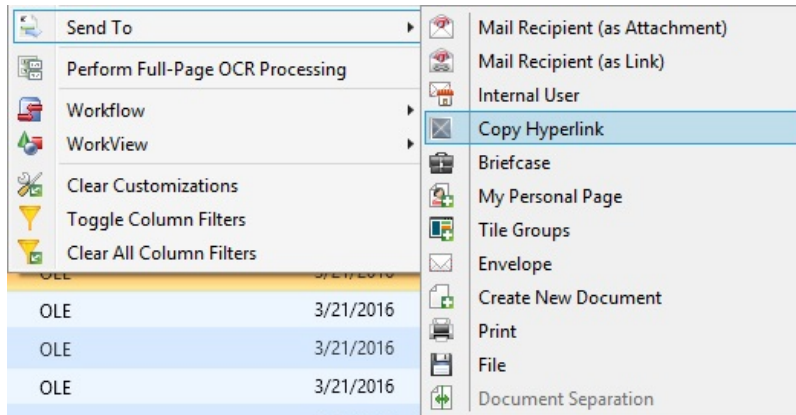 Send To
Perform Full-Page OCR Processing
Workflow
WorkView
Clear Customizations
Toggle Column Filters
Clear All Column Filters
Mail Recipient (as Attachment)
Mail Recipient (as Link)
Internal User
Copy Hyperlink
Briefcase
My Personal Page
Tile Groups
Envelope
Create New Document
Print
File
Document Separation
OLE 3/21/2016
OLE 3/21/2016
OLE 3/21/2016
OLE 3/21/2016